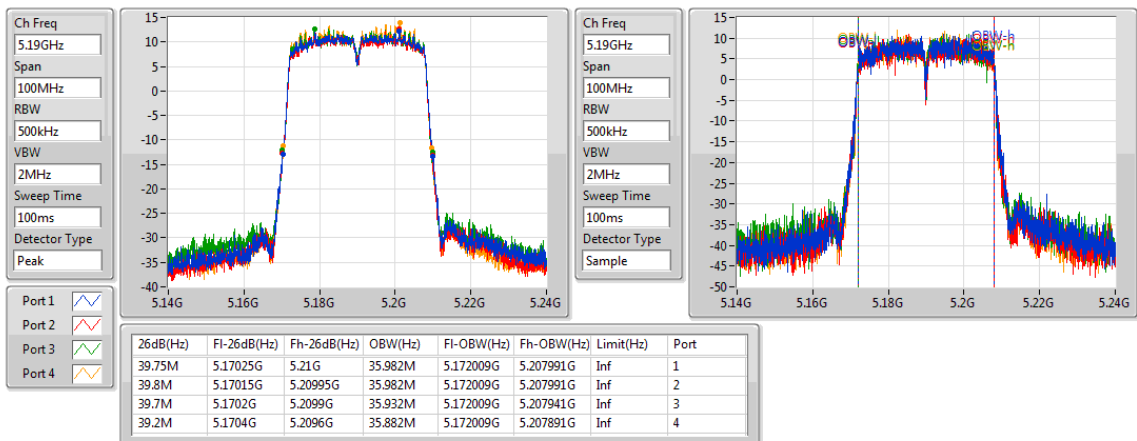 Ch Freq
5.19GHz
Span
100MHz
RBW
500kHz
VBW
2MHz
Sweep Time
100ms
Detector Type
Peak
15
10
5
0
-5
-10
-15
-20
-25
-30
-35
-40
5.14G 5.16G 5.18G 5.2G 5.22G 5.24G
Ch Freq
5.19GHz
Span
100MHz
RBW
500kHz
VBW
2MHz
Sweep Time
100ms
Detector Type
Sample
15
10
5
0
-5
-10
-15
-20
-25
-30
-35
-40
-45
-50
OBW-h
OBW-h
5.14G 5.16G 5.18G 5.2G 5.22G 5.24G
Port 1
Port 2
Port 3
Port 4
26dB(Hz) Fl-26dB(Hz) Fh-26dB(Hz) OBW(Hz) Fl-OBW(Hz) Fh-OBW(Hz) Limit(Hz) Port
39.75M 5.17025G 5.21G 35.982M 5.172009G 5.207991G Inf 1
39.8M 5.17015G 5.20995G 35.982M 5.172009G 5.207991G Inf 2
39.7M 5.1702G 5.2099G 35.932M 5.172009G 5.207941G Inf 3
39.2M 5.1704G 5.2096G 35.882M 5.172009G 5.207891G Inf 4